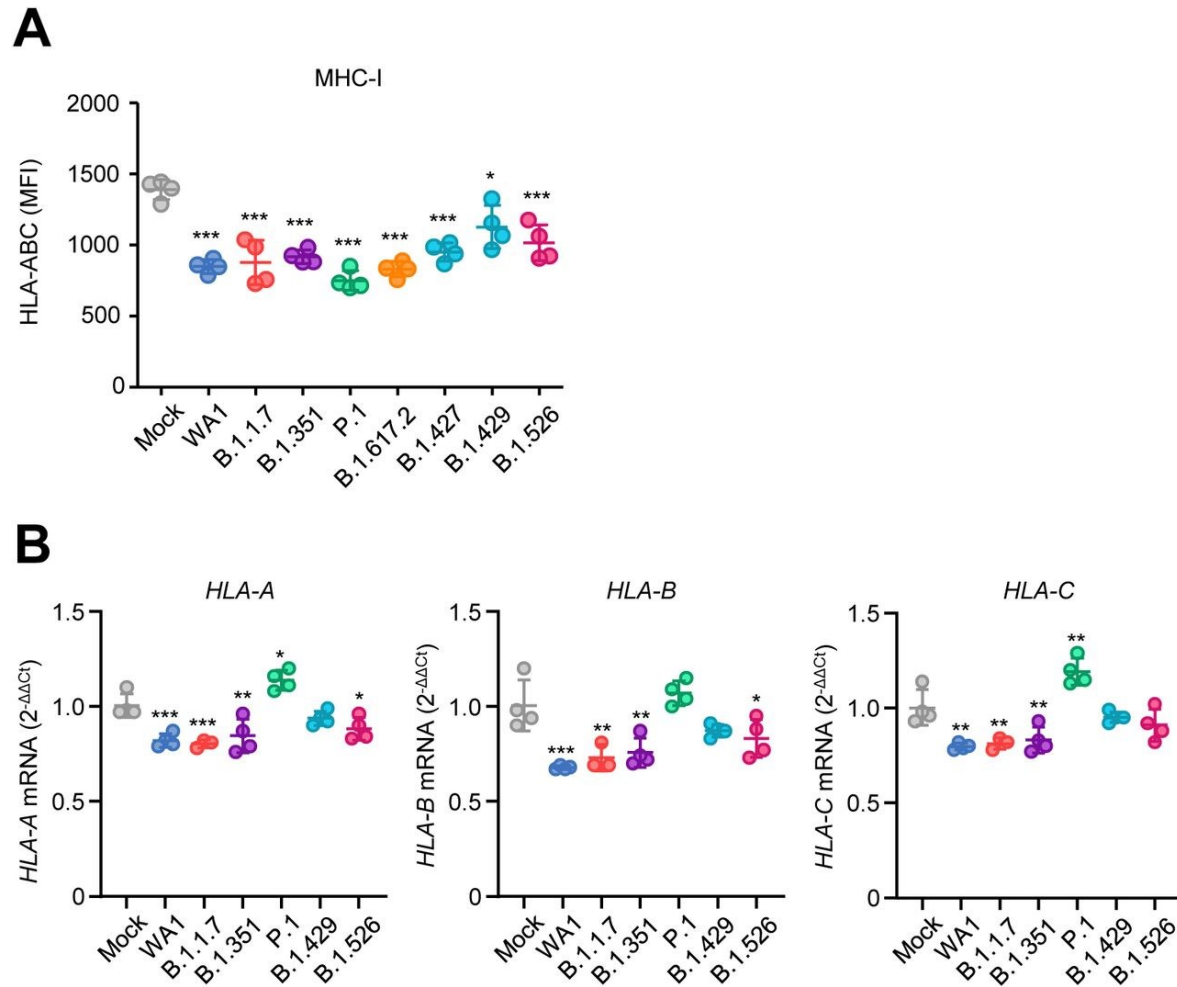 A
MHC-I
HLA-ABC (MFI)
2000
1500
1000
500
0
***
***
***
***
***
***
*
***
Mock
WA1
B.1.1.7
B.1.351
P.1
B.1.617.2
B.1.427
B.1.429
B.1.526
B
HLA-A
HLA-A mRNA (2-ΔΔCt)
1.5
1.0
0.5
0
***
***
**
*
*
Mock
WA1
B.1.1.7
B.1.351
P.1
B.1.429
B.1.526
HLA-B
HLA-B mRNA (2-ΔΔCt)
1.5
1.0
0.5
0
***
**
**
*
Mock
WA1
B.1.1.7
B.1.351
P.1
B.1.429
B.1.526
HLA-C
HLA-C mRNA (2-ΔΔCt)
1.5
1.0
0.5
0
**
**
**
**
Mock
WA1
B.1.1.7
B.1.351
P.1
B.1.429
B.1.526